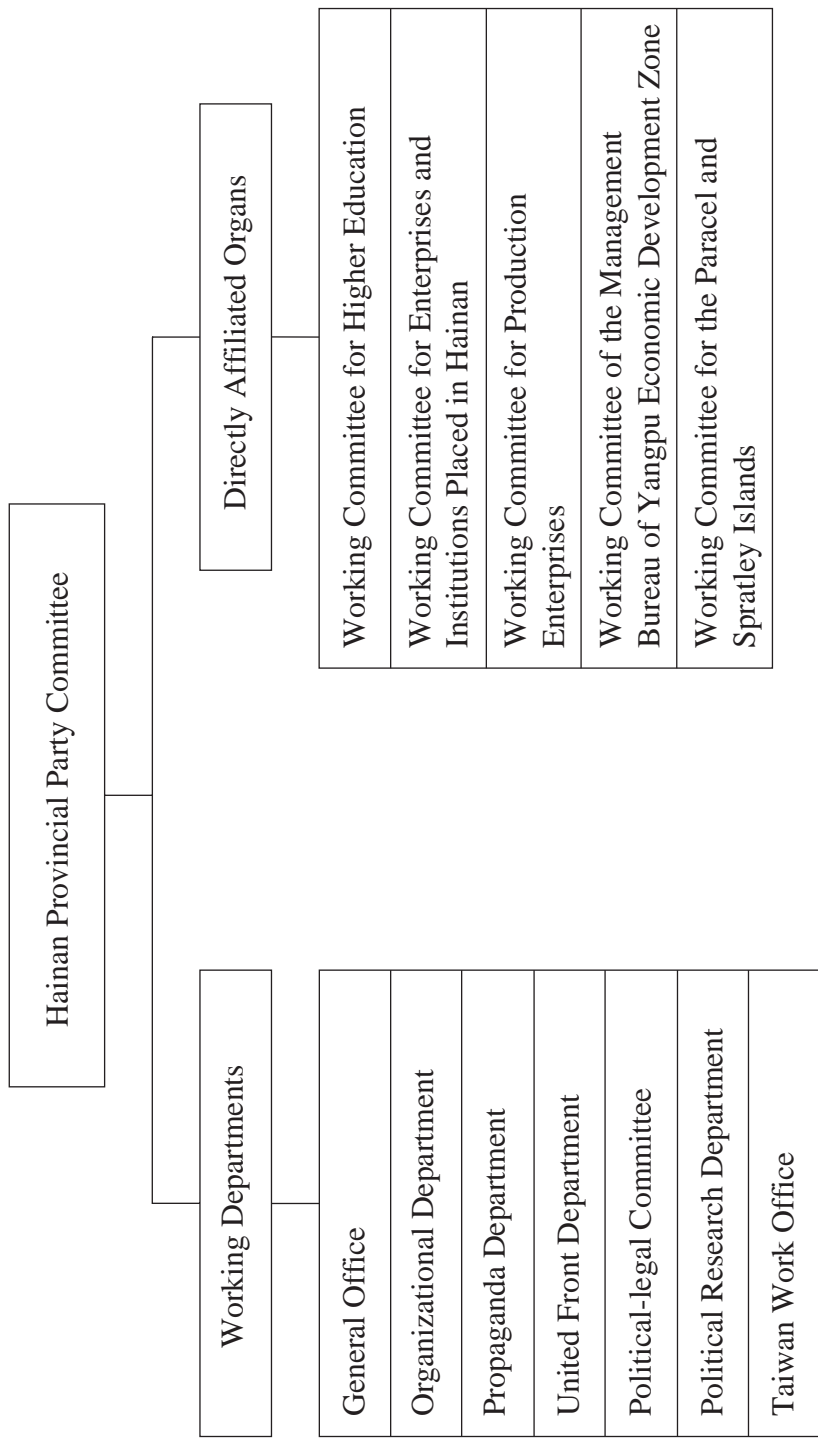 Hainan Provincial Party Committee
Working Departments
General Office
Organizational Department
Propaganda Department
United Front Department
Political-legal Committee
Political Research Department
Taiwan Work Office
Directly Affiliated Organs
Working Committee for Higher Education
Working Committee for Enterprises and
Institutions Placed in Hainan
Working Committee for Production
Enterprises
Working Committee of the Management
Bureau of Yangpu Economic Development Zone
Working Committee for the Paracel and
Spratley Islands